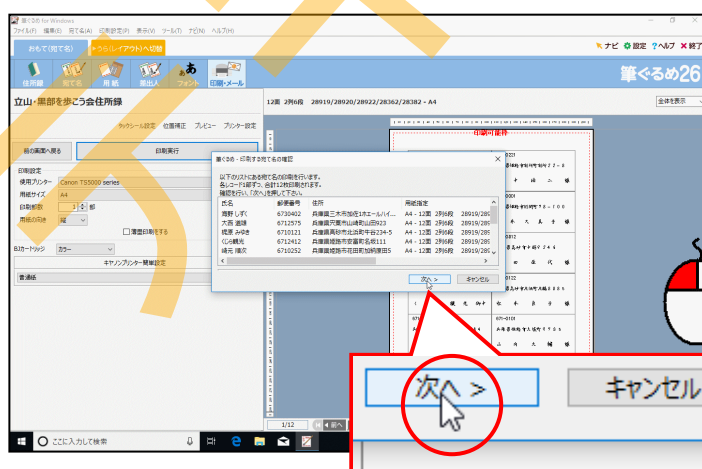 筆ぐるめ for Windows
ファイル(F) 編集(E) 宛て名(A) 印刷設定(P) 表示(V) ツール(T) ナビ(N) ヘルプ(H)
おもて(宛て名) うら(レイアウト)へ切替
ナビ 設定 ?ヘルプ ×終了
住所録 宛て名 用紙 差出人 フォント 印刷・メール
筆ぐるめ26
立山・黒部を歩こう会住所録
12面 2列6段 28919/28920/28922/28362/28382 - A4
全体を表示
タックシール設定 位置補正 プレビュー プリンター設定
前の画面へ戻る 印刷実行
印刷可能枠
印刷設定
使用プリンター Canon TS5000 series
用紙サイズ A4
印刷部数 1 部
用紙の向き 縦
薄墨印刷をする
BJカートリッジ カラー
キヤノンプリンター簡単設定
普通紙
筆ぐるめ - 印刷する宛て名の確認
以下のリストにある宛て名の印刷を行います。
各レコード1部ずつ、合計12枚印刷されます。
確認を行い、「次へ」を押して下さい。
氏名 郵便番号 住所 用紙指定
海野 しずく 6730402 兵庫県三木市加佐1ホエールハイ... A4 - 12面 2列6段 28919/289
大西 道雄 6712575 兵庫県宍粟市山崎町山田923 A4 - 12面 2列6段 28919/289
梶原 みゆき 6710121 兵庫県高砂市北浜町牛谷234-5 A4 - 12面 2列6段 28919/289
6712412 兵庫県姫路市安富町名坂111 A4 - 12面 2列6段 28919/289
崎元 陽次 6710252 兵庫県姫路市花田町加納原田5 A4 - 12面 2列6段 28919/289
次へ > キャンセル
671-0103
次へ > キャンセル
1/12
ここに入力して検索